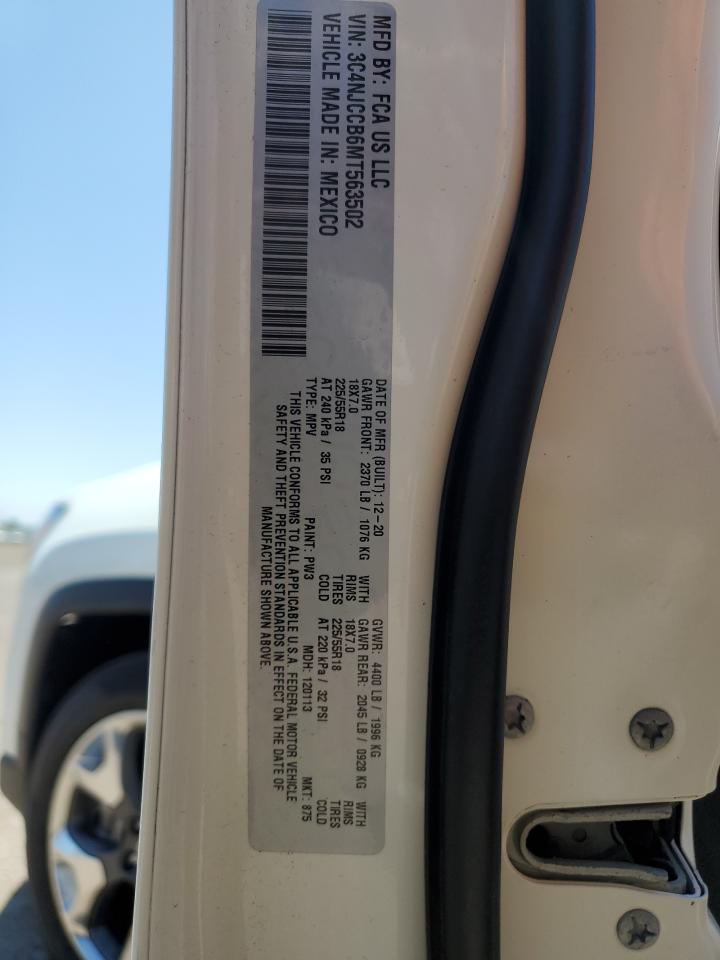 MFD BY: FCA US LLC
VIN: 3C4NJCCB6MT563502
VEHICLE MADE IN: MEXICO
DATE OF MFR (BUILT): 12-20 GVWR: 4400 LB / 1996 KG
GAWR FRONT: 2370 LB / 1076 KG WITH GAWR REAR: 2045 LB / 0928 KG WITH
18X7.0 RIMS 18X7.0 RIMS
225/55R18 TIRES 225/55R18 TIRES
AT 240 kPa / 35 PSI COLD AT 220 kPa / 32 PSI COLD
TYPE: MPV PAINT: PW3 MDH: 120113 MKT: 875
THIS VEHICLE CONFORMS TO ALL APPLICABLE U.S.A. FEDERAL MOTOR VEHICLE
SAFETY AND THEFT PREVENTION STANDARDS IN EFFECT ON THE DATE OF
MANUFACTURE SHOWN ABOVE.